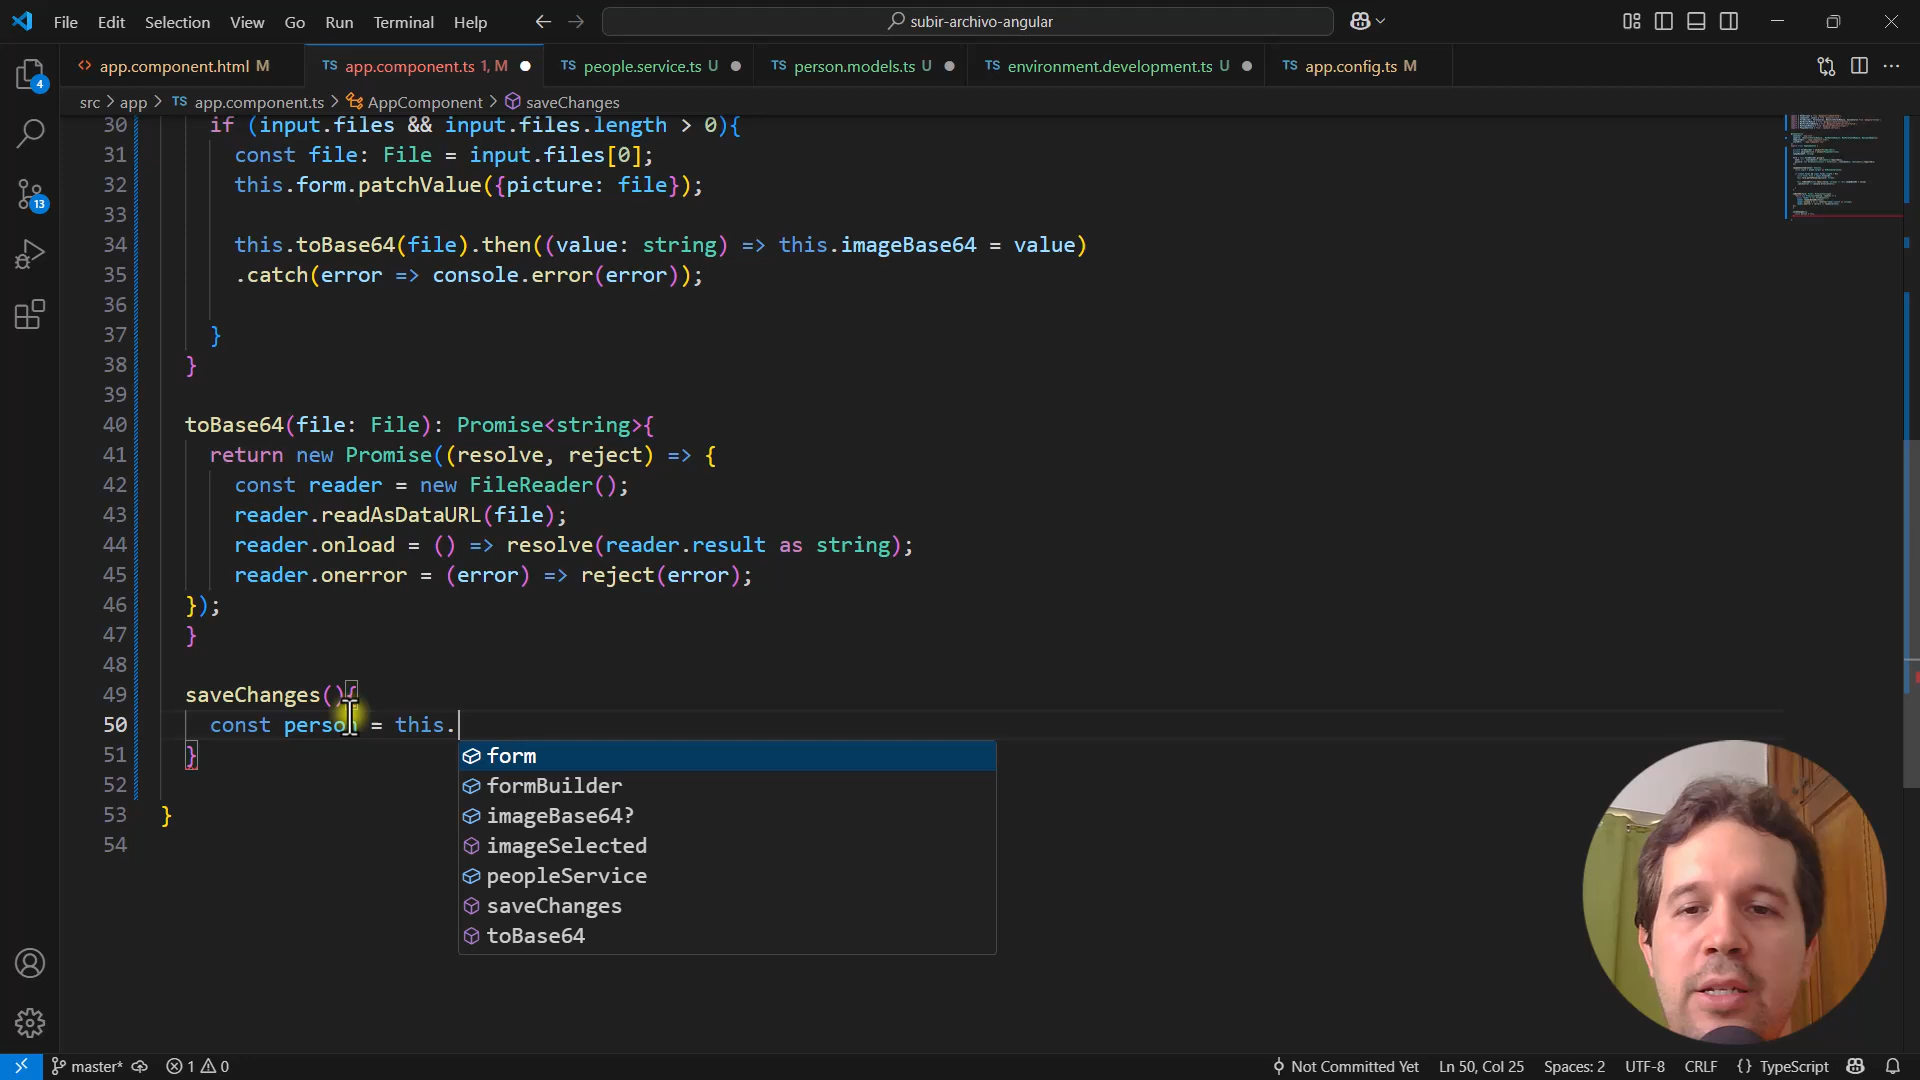 File Edit Selection View Go Run Terminal Help
subir-archivo-angular
app.component.html M
TS app.component.ts 1, M
TS people.service.ts U
TS person.models.ts U
TS environment.development.ts U
TS app.config.ts M
src > app > TS app.component.ts > AppComponent > saveChanges
4
13
30 if (input.files && input.files.length > 0){
31 const file: File = input.files[0];
32 this.form.patchValue({picture: file});
33
34 this.toBase64(file).then((value: string) => this.imageBase64 = value)
35 .catch(error => console.error(error));
36
37 }
38 }
39
40 toBase64(file: File): Promise<string>{
41 return new Promise((resolve, reject) => {
42 const reader = new FileReader();
43 reader.readAsDataURL(file);
44 reader.onload = () => resolve(reader.result as string);
45 reader.onerror = (error) => reject(error);
46 });
47 }
48
49 saveChanges(){
50 const person = this.
51 }
52
53 }
54
form
formBuilder
imageBase64?
imageSelected
peopleService
saveChanges
toBase64
master* 1 0 Not Committed Yet Ln 50, Col 25 Spaces: 2 UTF-8 CRLF {} TypeScript